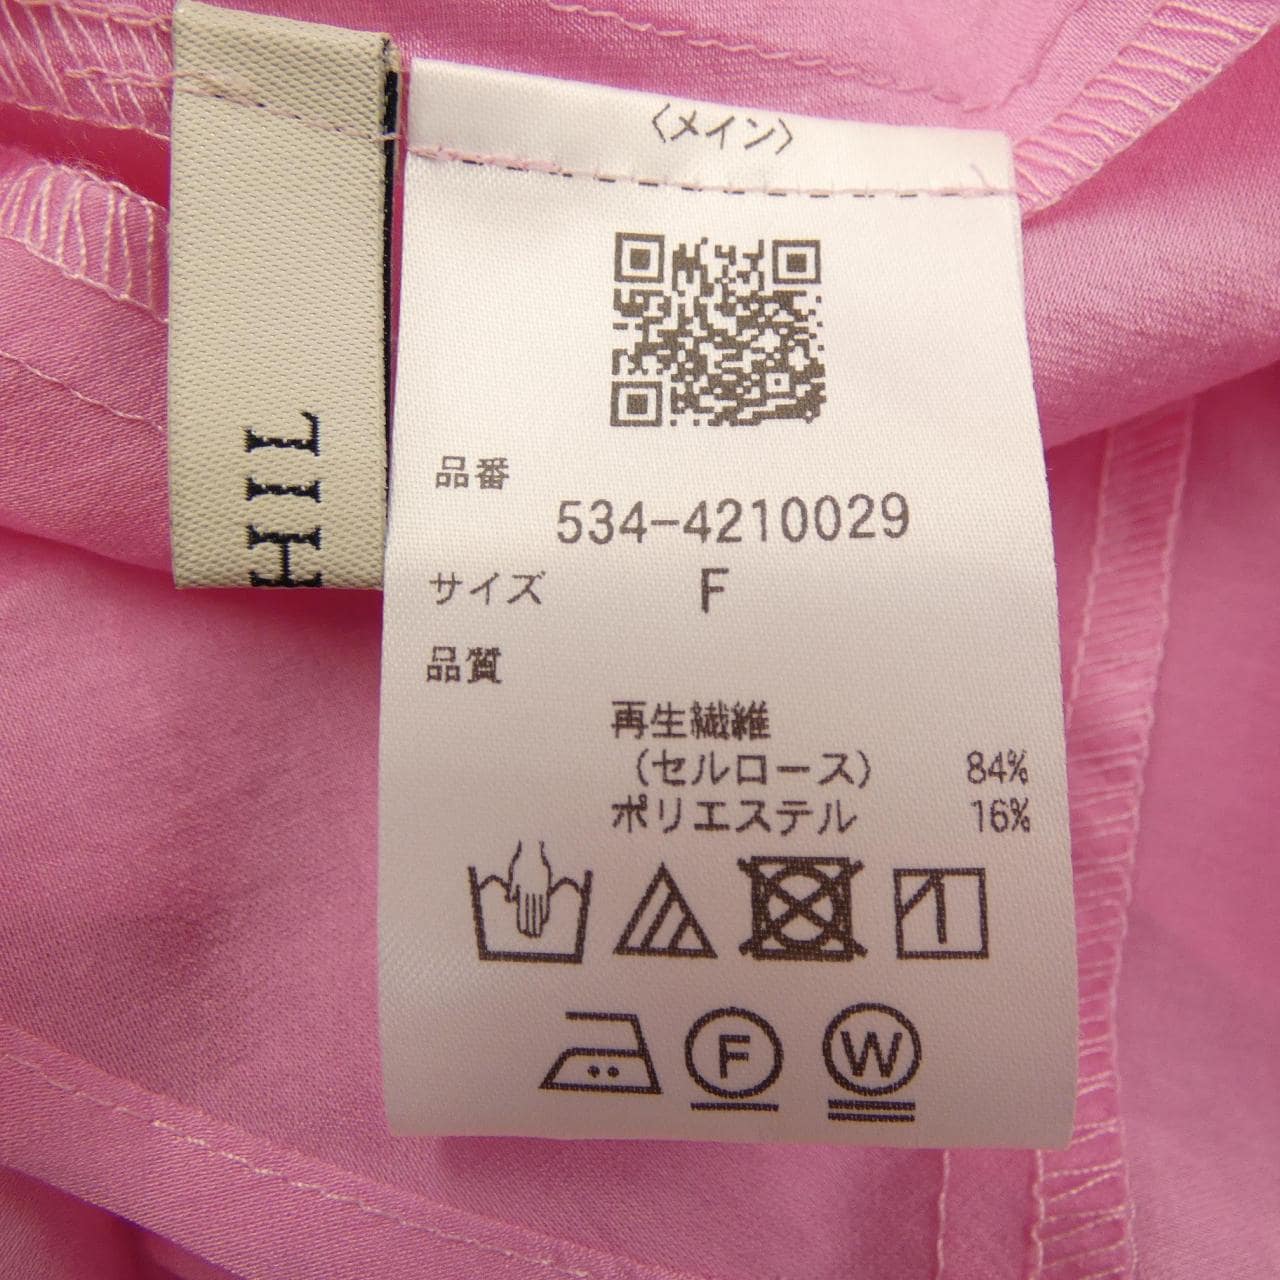 〈メイン〉
品番
534-4210029
サイズ F
品質
再生繊維
(セルロース) 84%
ポリエステル 16%
F
W
HIL